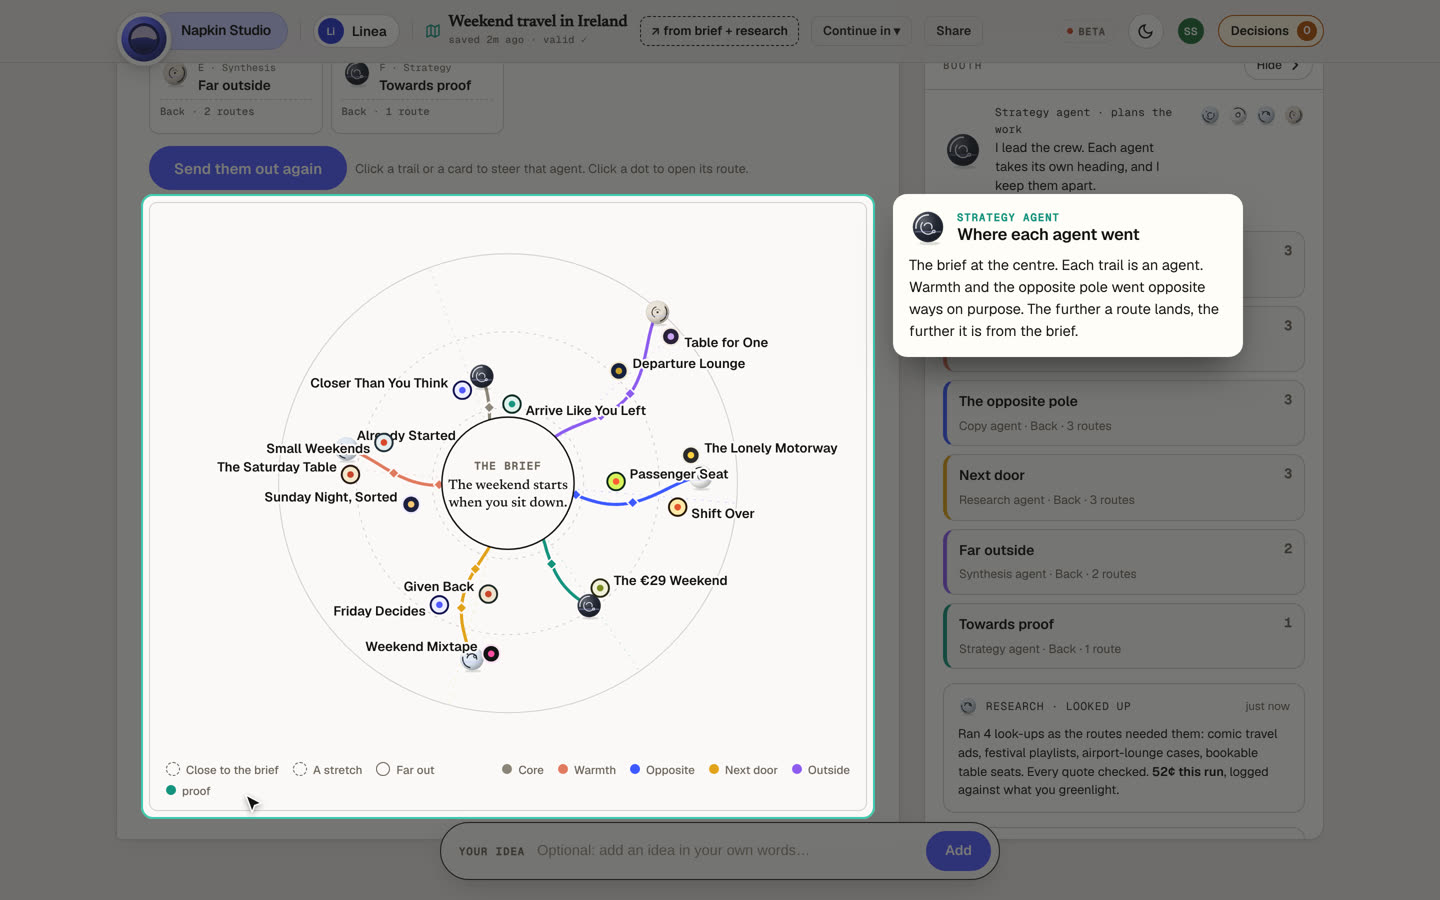 Napkin Studio
Li
Linea
Weekend travel in Ireland
saved 2m ago · valid ✓
↗ from brief + research
Continue in ▾
Share
BETA
SS
Decisions
0
E · Synthesis
Far outside
Back · 2 routes
F · Strategy
Towards proof
Back · 1 route
Send them out again
Click a trail or a card to steer that agent. Click a dot to open its route.
Table for One
Departure Lounge
Closer Than You Think
Arrive Like You Left
Already Started
Small Weekends
The Saturday Table
Sunday Night, Sorted
THE BRIEF
The weekend starts
when you sit down.
The Lonely Motorway
Passenger Seat
Shift Over
Given Back
Friday Decides
Weekend Mixtape
The €29 Weekend
Close to the brief
A stretch
Far out
Core
Warmth
Opposite
Next door
Outside
proof
BOOTH
Hide
Strategy agent · plans the
work
I lead the crew. Each agent
takes its own heading, and I
keep them apart.
STRATEGY AGENT
Where each agent went
The brief at the centre. Each trail is an agent.
Warmth and the opposite pole went opposite
ways on purpose. The further a route lands, the
further it is from the brief.
3
3
The opposite pole
3
Copy agent · Back · 3 routes
Next door
3
Research agent · Back · 3 routes
Far outside
2
Synthesis agent · Back · 2 routes
Towards proof
1
Strategy agent · Back · 1 route
RESEARCH · LOOKED UP
just now
Ran 4 look-ups as the routes needed them: comic travel
ads, festival playlists, airport-lounge cases, bookable
table seats. Every quote checked. 52¢ this run, logged
against what you greenlight.
YOUR IDEA
Optional: add an idea in your own words...
Add